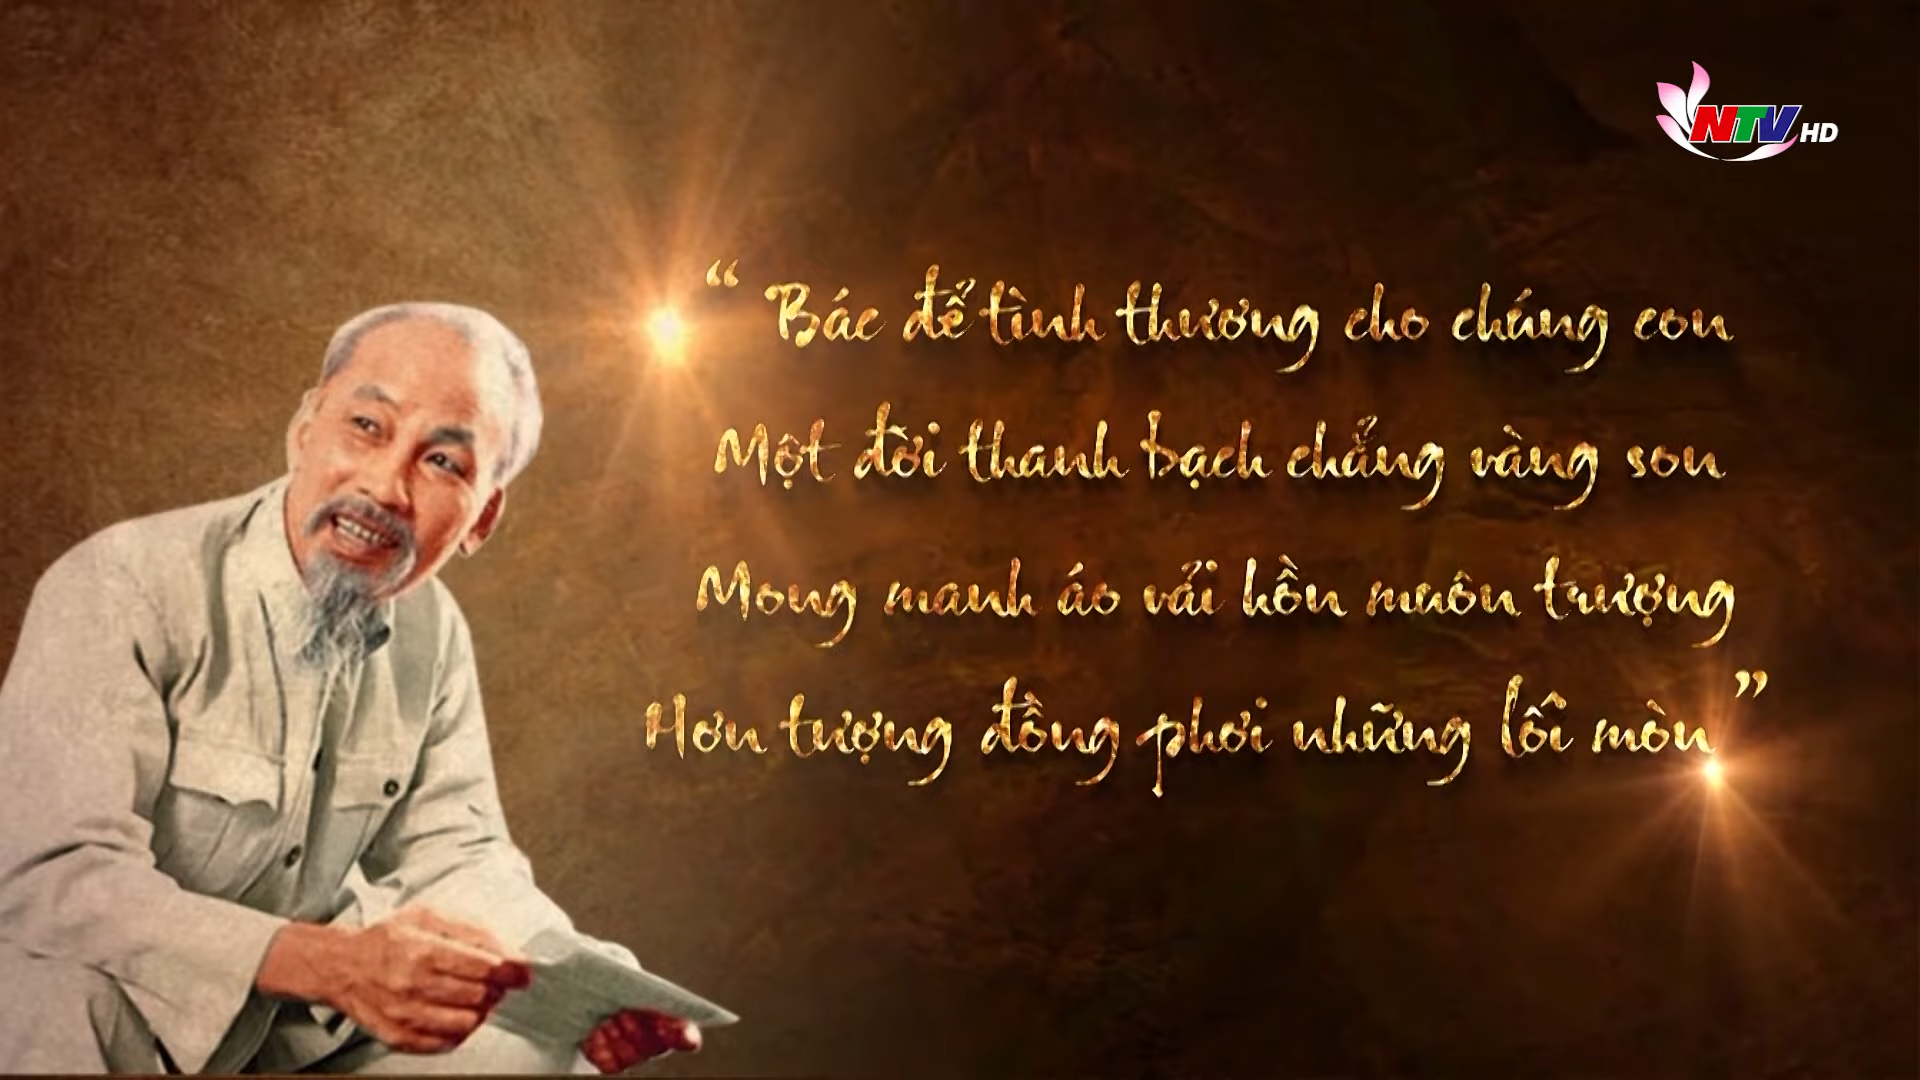 NTV HD
“ Bác để tình thương cho cháng con
Một đời thanh bạch chẳng vàng son
Mong manh áo vải hồn muôn trượng
Hơn tượng đồng phơi những lối mòn ”